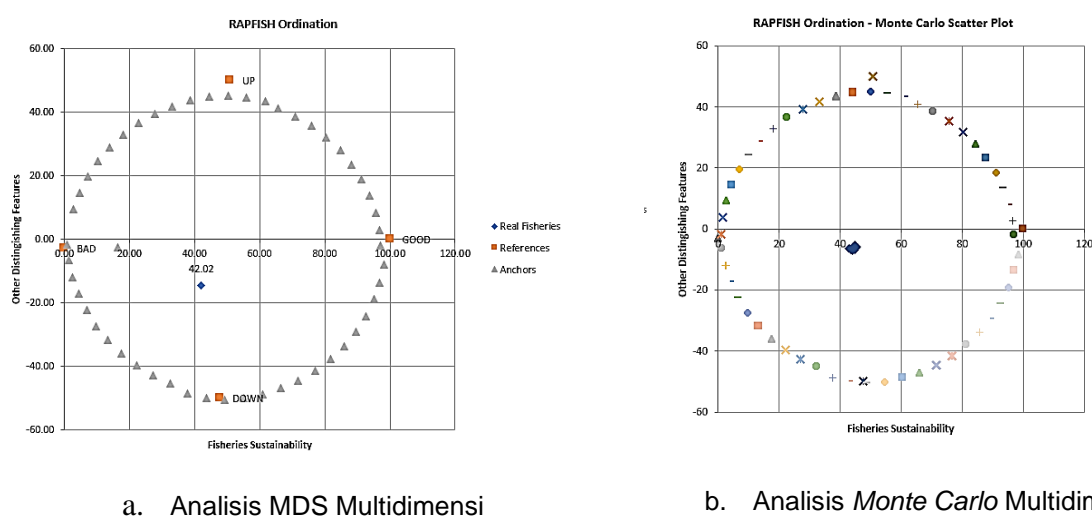 RAPFISH Ordination
60.00
40.00
20.00
0.00
-20.00
-40.00
-60.00
Other Distingishing Features
UP
BAD
GOOD
DOWN
42.02
0.00 20.00 40.00 60.00 80.00 100.00 120.00
Fisheries Sustainability
Real Fisheries
References
Anchors
a. Analisis MDS Multidimensi
RAPFISH Ordination - Monte Carlo Scatter Plot
60
40
20
0
-20
-40
-60
Other Distingishing Features
0 20 40 60 80 100 120
Fisheries Sustainability
s
b. Analisis Monte Carlo Multidim